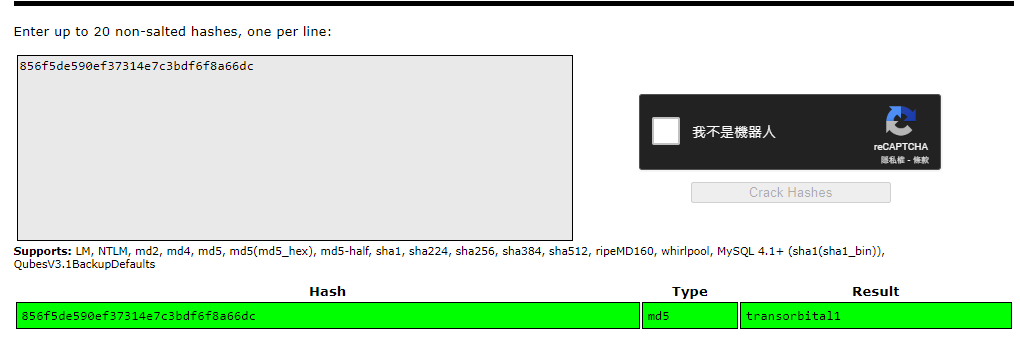 Enter up to 20 non-salted hashes, one per line:
856f5de590ef37314e7c3bdf6f8a66dc
我不是機器人
reCAPTCHA
隱私權 - 條款
Crack Hashes
Supports: LM, NTLM, md2, md4, md5, md5(md5_hex), md5-half, sha1, sha224, sha256, sha384, sha512, ripeMD160, whirlpool, MySQL 4.1+ (sha1(sha1_bin)),
QubesV3.1BackupDefaults
Hash Type Result
856f5de590ef37314e7c3bdf6f8a66dc md5 transorbital1